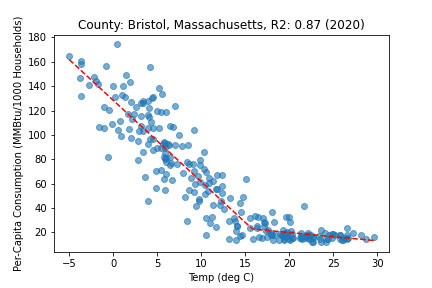 County: Bristol, Massachusetts, R2: 0.87 (2020)
Per-Capita Consumption (MMBtu/1000 Households)
180
160
140
120
100
80
60
40
20
−5 0 5 10 15 20 25 30
Temp (deg C)